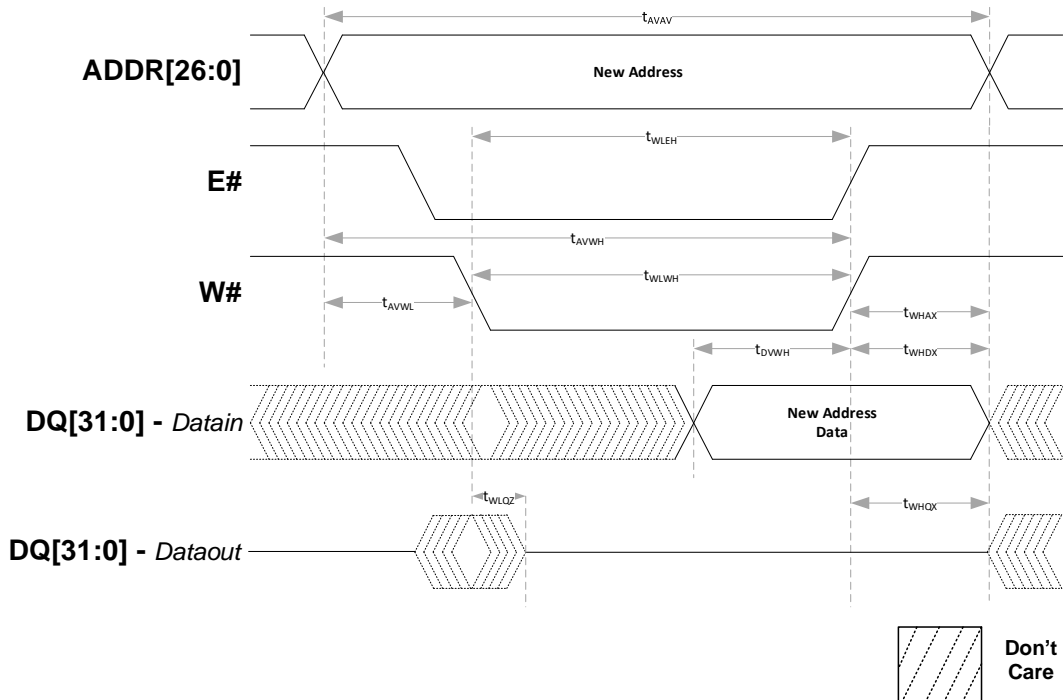 tAVAV
ADDR[26:0]
New Address
tWLEH
E#
tAVWH
W#
tWLWH
tAVWL
tWHAX
tDVWH
tWHDX
DQ[31:0] - Datain
New Address
Data
tWLQZ
tWHQX
DQ[31:0] - Dataout
Don't
Care